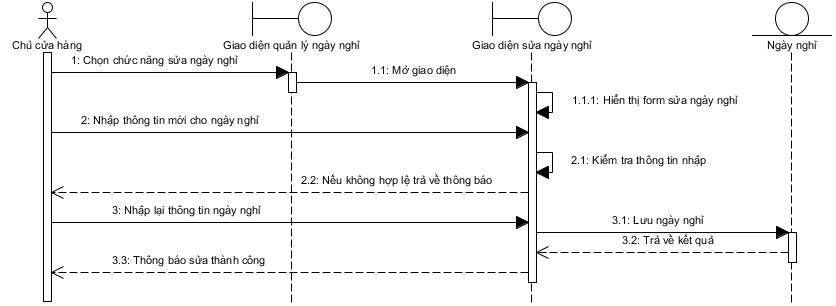 Chủ cửa hàng
Giao diện quản lý ngày nghỉ
Giao diện sửa ngày nghỉ
Ngày nghỉ
1: Chọn chức năng sửa ngày nghỉ
1.1: Mở giao diện
1.1.1: Hiển thị form sửa ngày nghỉ
2: Nhập thông tin mới cho ngày nghỉ
2.1: Kiểm tra thông tin nhập
2.2: Nếu không hợp lệ trả về thông báo
3: Nhập lại thông tin ngày nghỉ
3.1: Lưu ngày nghỉ
3.2: Trả về kết quả
3.3: Thông báo sửa thành công